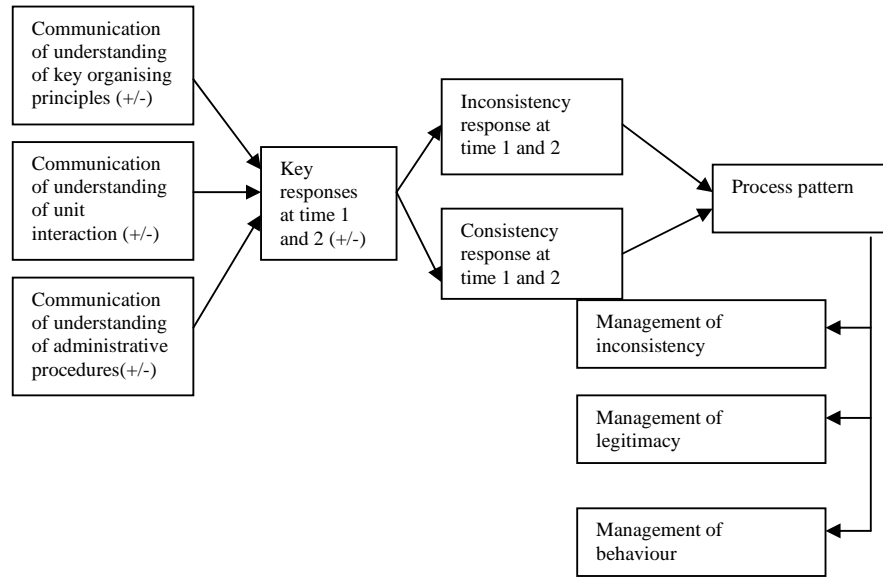 Communication
of understanding
of key organising
principles (+/-)
Communication
of understanding
of unit
interaction (+/-)
Communication
of understanding
of administrative
procedures(+/-)
Key
responses
at time 1
and 2 (+/-)
Inconsistency
response at
time 1 and 2
Consistency
response at
time 1 and 2
Process pattern
Management of
inconsistency
Management of
legitimacy
Management of
behaviour